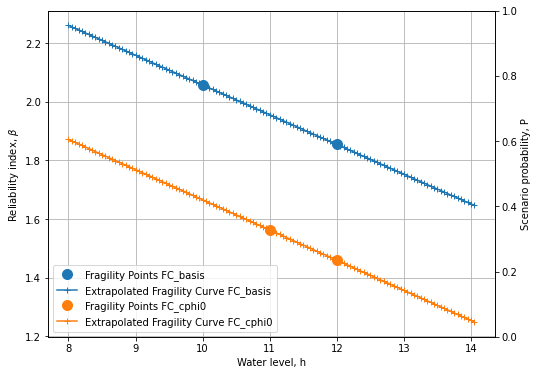 2.2
2.0
1.8
1.6
1.4
1.2
Reliability index, β
1.0
0.8
0.6
0.4
0.2
0.0
Scenario probability, P
Fragility Points FC_basis
Extrapolated Fragility Curve FC_basis
Fragility Points FC_cphi0
Extrapolated Fragility Curve FC_cphi0
8 9 10 11 12 13 14
Water level, h